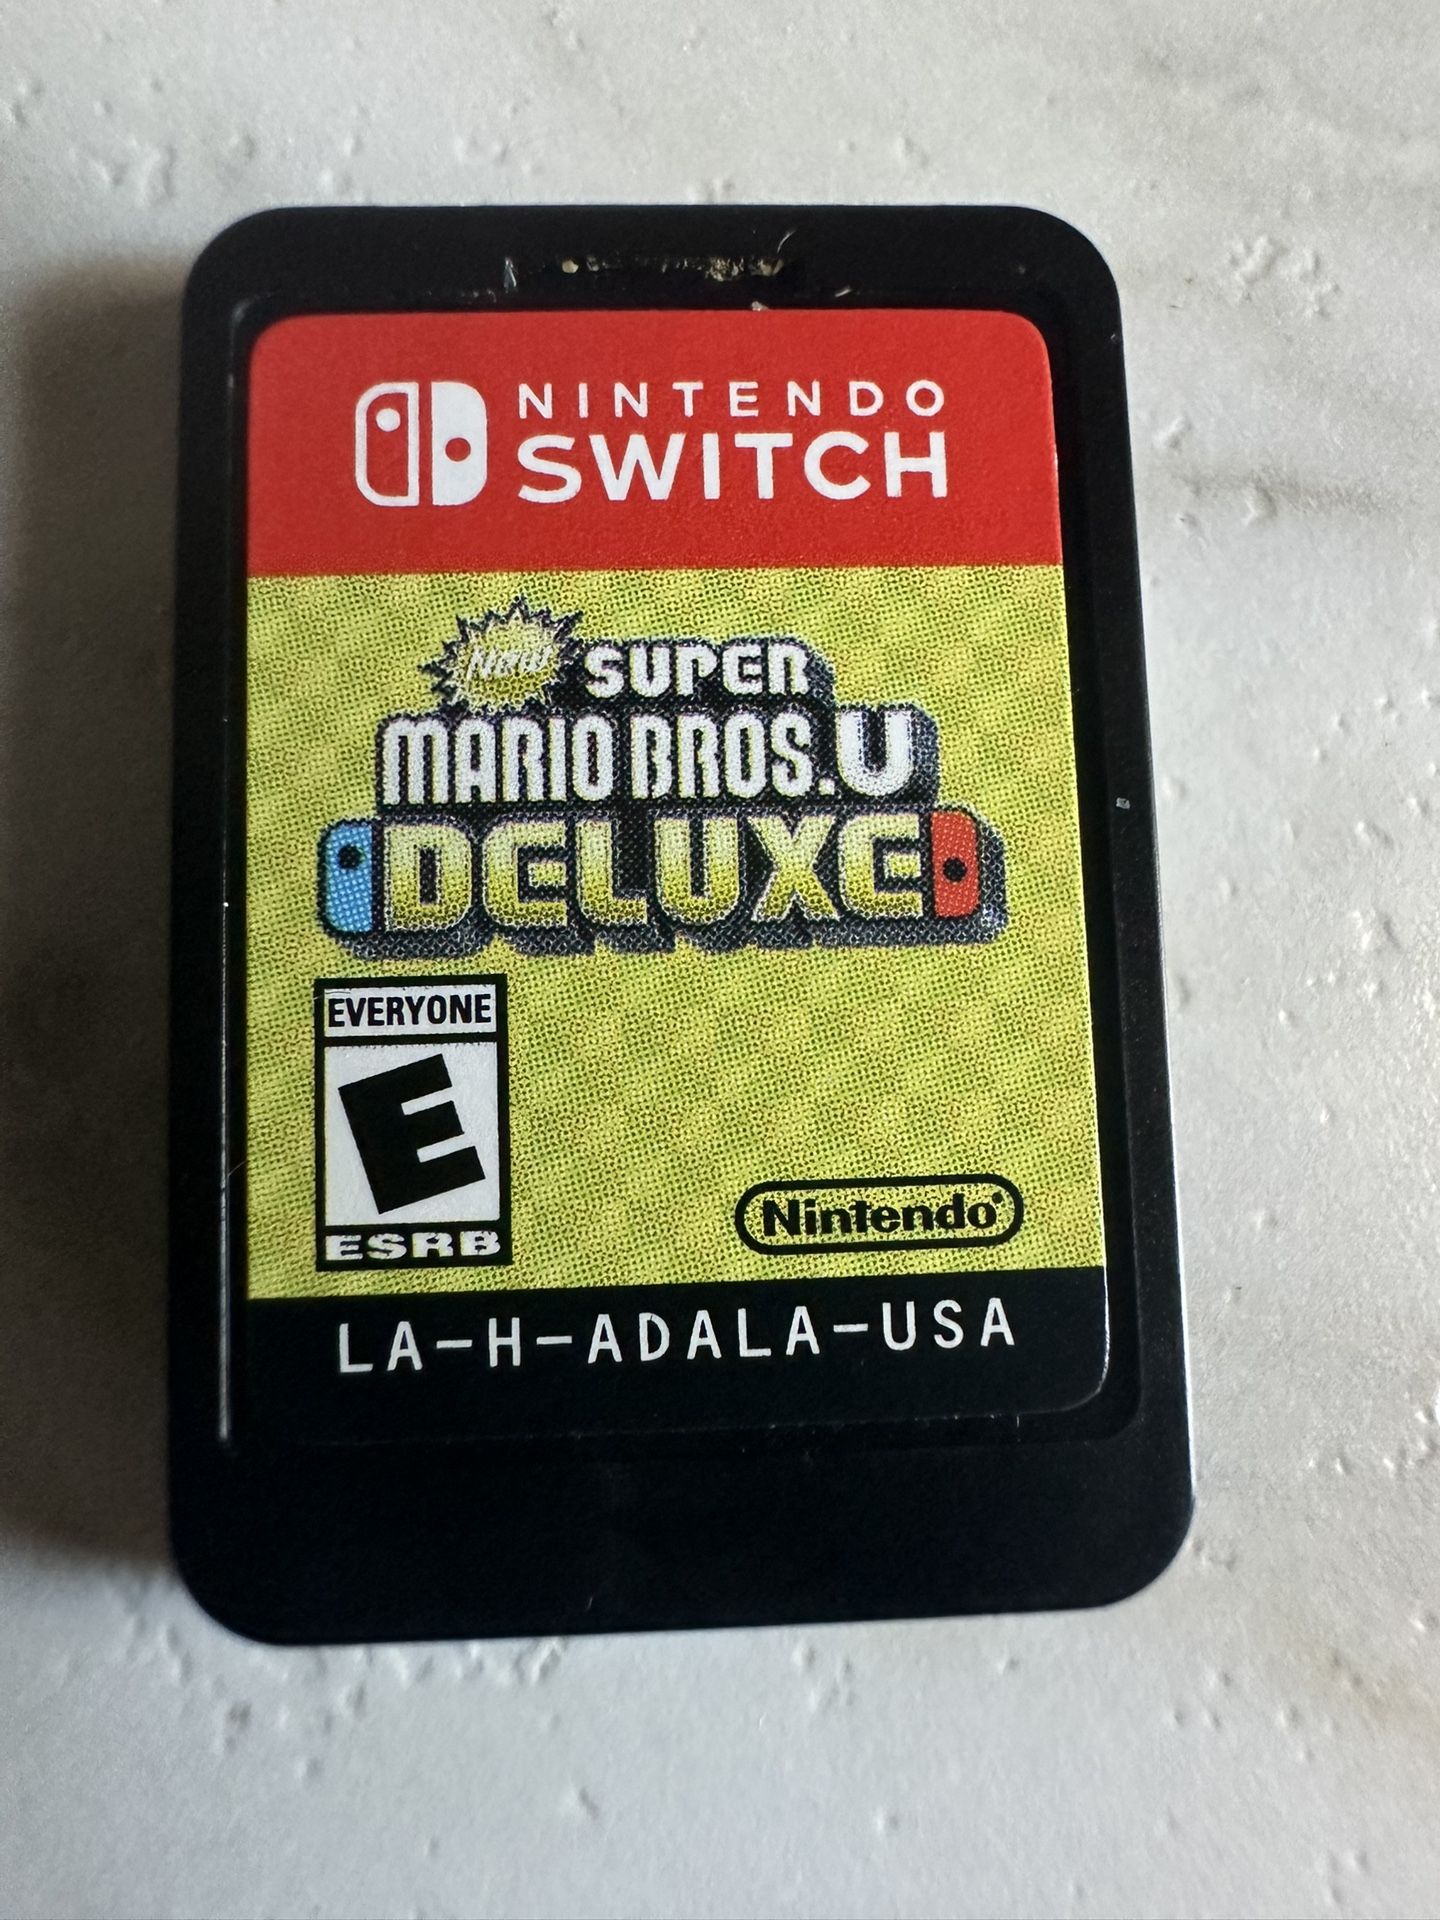 NINTENDO
SWITCH
New SUPER
MARIO BROS. U
DELUXE
EVERYONE
E
ESRB
Nintendo
LA-H-ADALA-USA